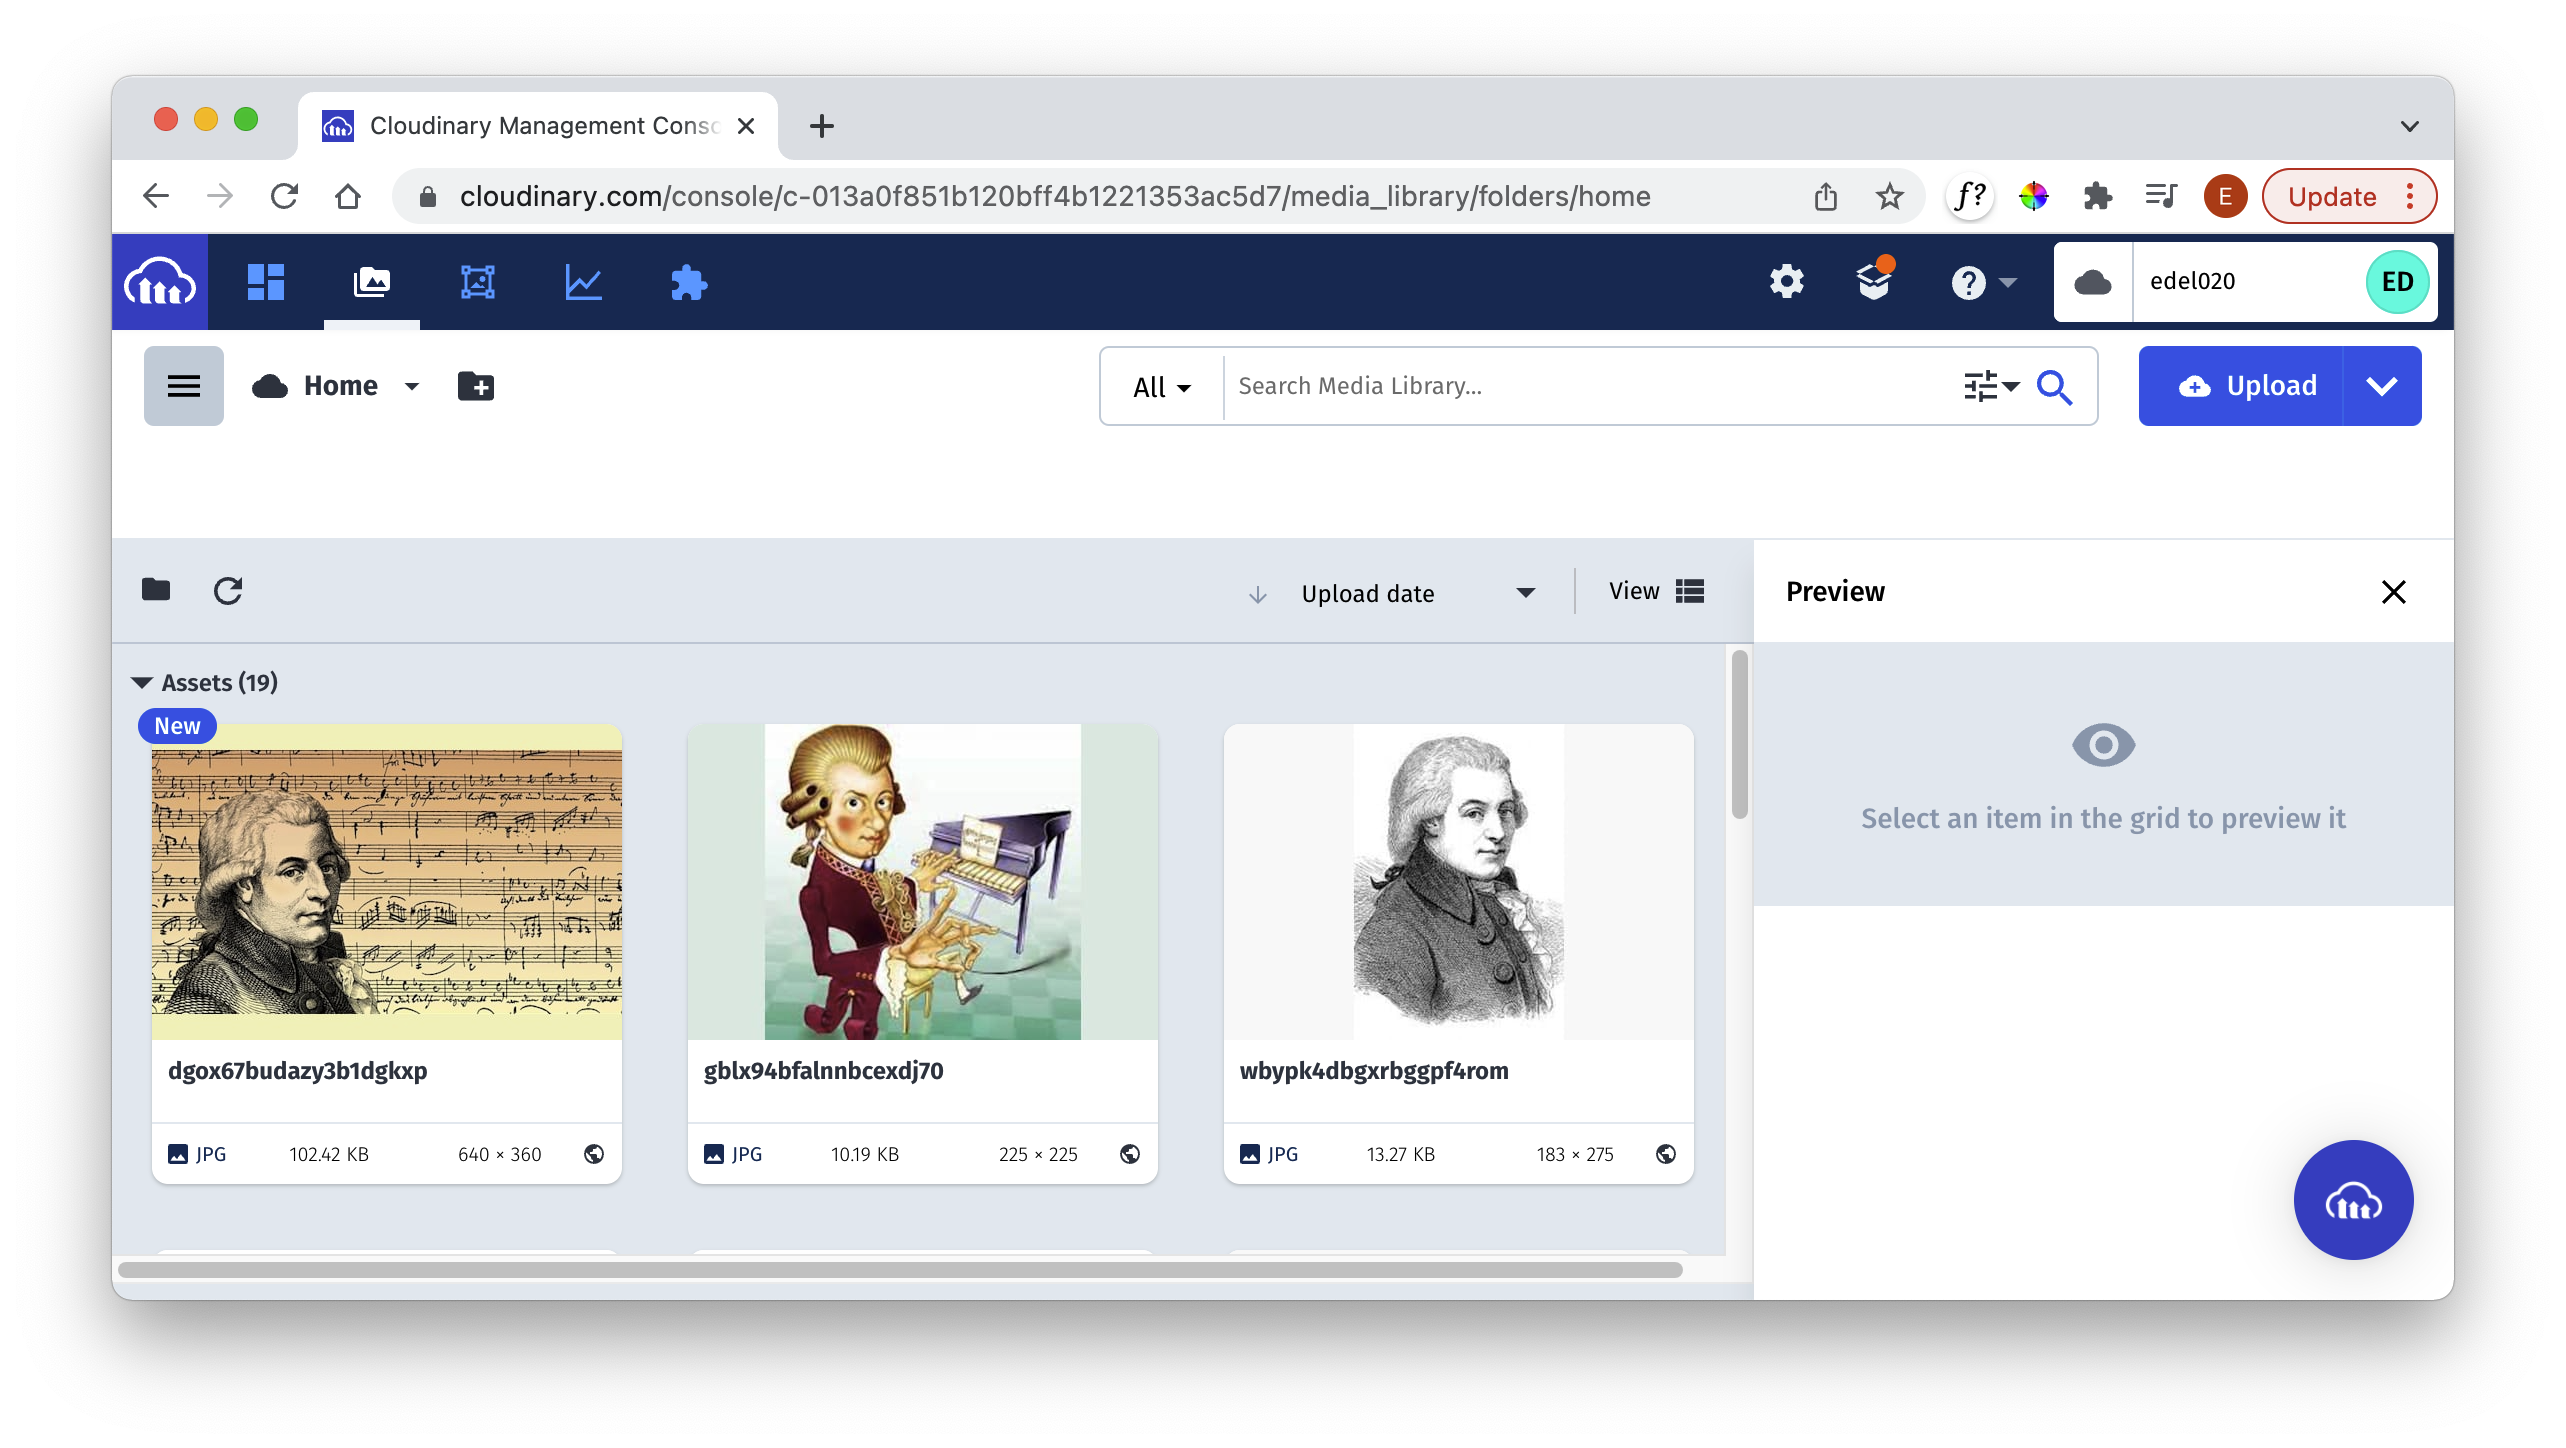 Cloudinary Management Conso
cloudinary.com/console/c-013a0f851b120bff4b1221353ac5d7/media_library/folders/home
f?
E
Update
edel020
ED
Home
All
Search Media Library...
Upload
Upload date
View
Preview
Assets (19)
New
Select an item in the grid to preview it
dgox67budazy3b1dgkxp
gblx94bfalnnbcexdj70
wbypk4dbgxrbggpf4rom
JPG 102.42 KB 640 × 360
JPG 10.19 KB 225 × 225
JPG 13.27 KB 183 × 275